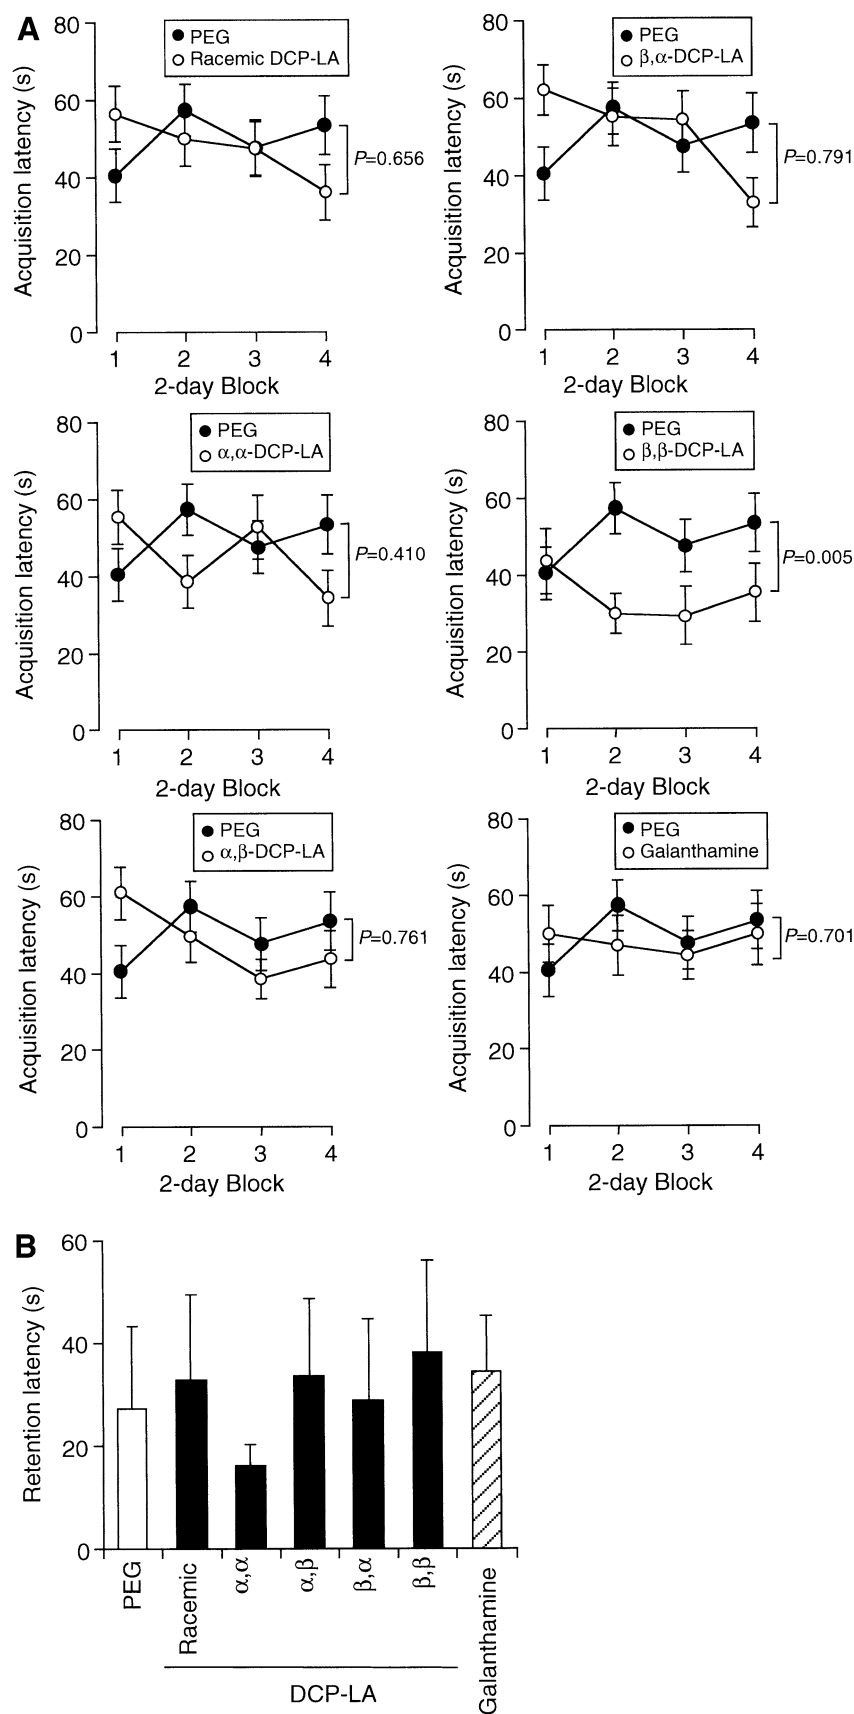 A
80
60
40
20
0
Acquisition latency (s)
PEG
Racemic DCP-LA
P=0.656
1 2 3 4
2-day Block
80
60
40
20
0
Acquisition latency (s)
PEG
β,α-DCP-LA
P=0.791
1 2 3 4
2-day Block
80
60
40
20
0
Acquisition latency (s)
PEG
α,α-DCP-LA
P=0.410
1 2 3 4
2-day Block
80
60
40
20
0
Acquisition latency (s)
PEG
β,β-DCP-LA
P=0.005
1 2 3 4
2-day Block
80
60
40
20
0
Acquisition latency (s)
PEG
α,β-DCP-LA
P=0.761
1 2 3 4
2-day Block
80
60
40
20
0
Acquisition latency (s)
PEG
Galanthamine
P=0.701
1 2 3 4
2-day Block
B
60
40
20
0
Retention latency (s)
PEG
Racemic
α,α
α,β
β,α
β,β
Galanthamine
DCP-LA